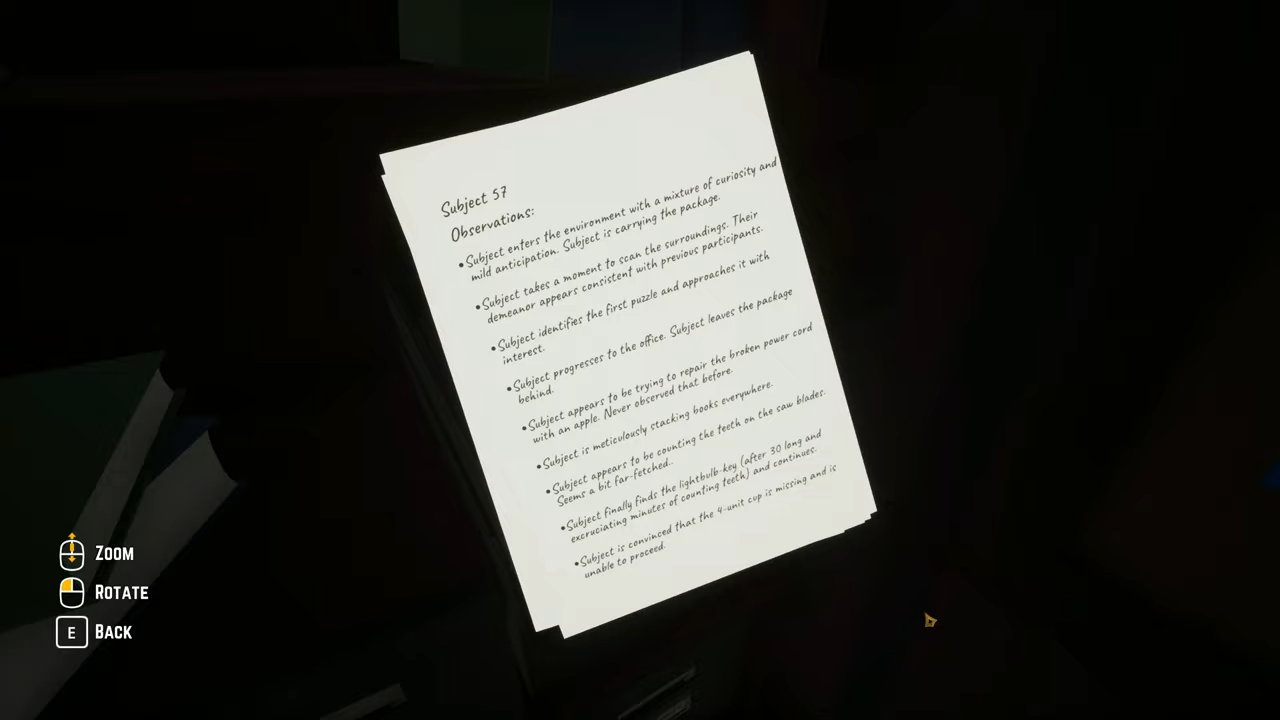 Subject 57
Observations:
•Subject enters the environment with a mixture of curiosity and
mild anticipation. Subject is carrying the package.
•Subject takes a moment to scan the surroundings. Their
demeanor appears consistent with previous participants.
•Subject identifies the first puzzle and approaches it with
interest.
•Subject progresses to the office. Subject leaves the package
behind.
•Subject appears to be trying to repair the broken power cord
with an apple. Never observed that before.
•Subject is meticulously stacking books everywhere.
•Subject appears to be counting the teeth on the saw blades.
Seems a bit far-fetched..
•Subject finally finds the lightbulb-key (after 30 long and
excruciating minutes of counting teeth) and continues.
•Subject is convinced that the 4-unit cup is missing and is
unable to proceed.
ZOOM
ROTATE
E BACK